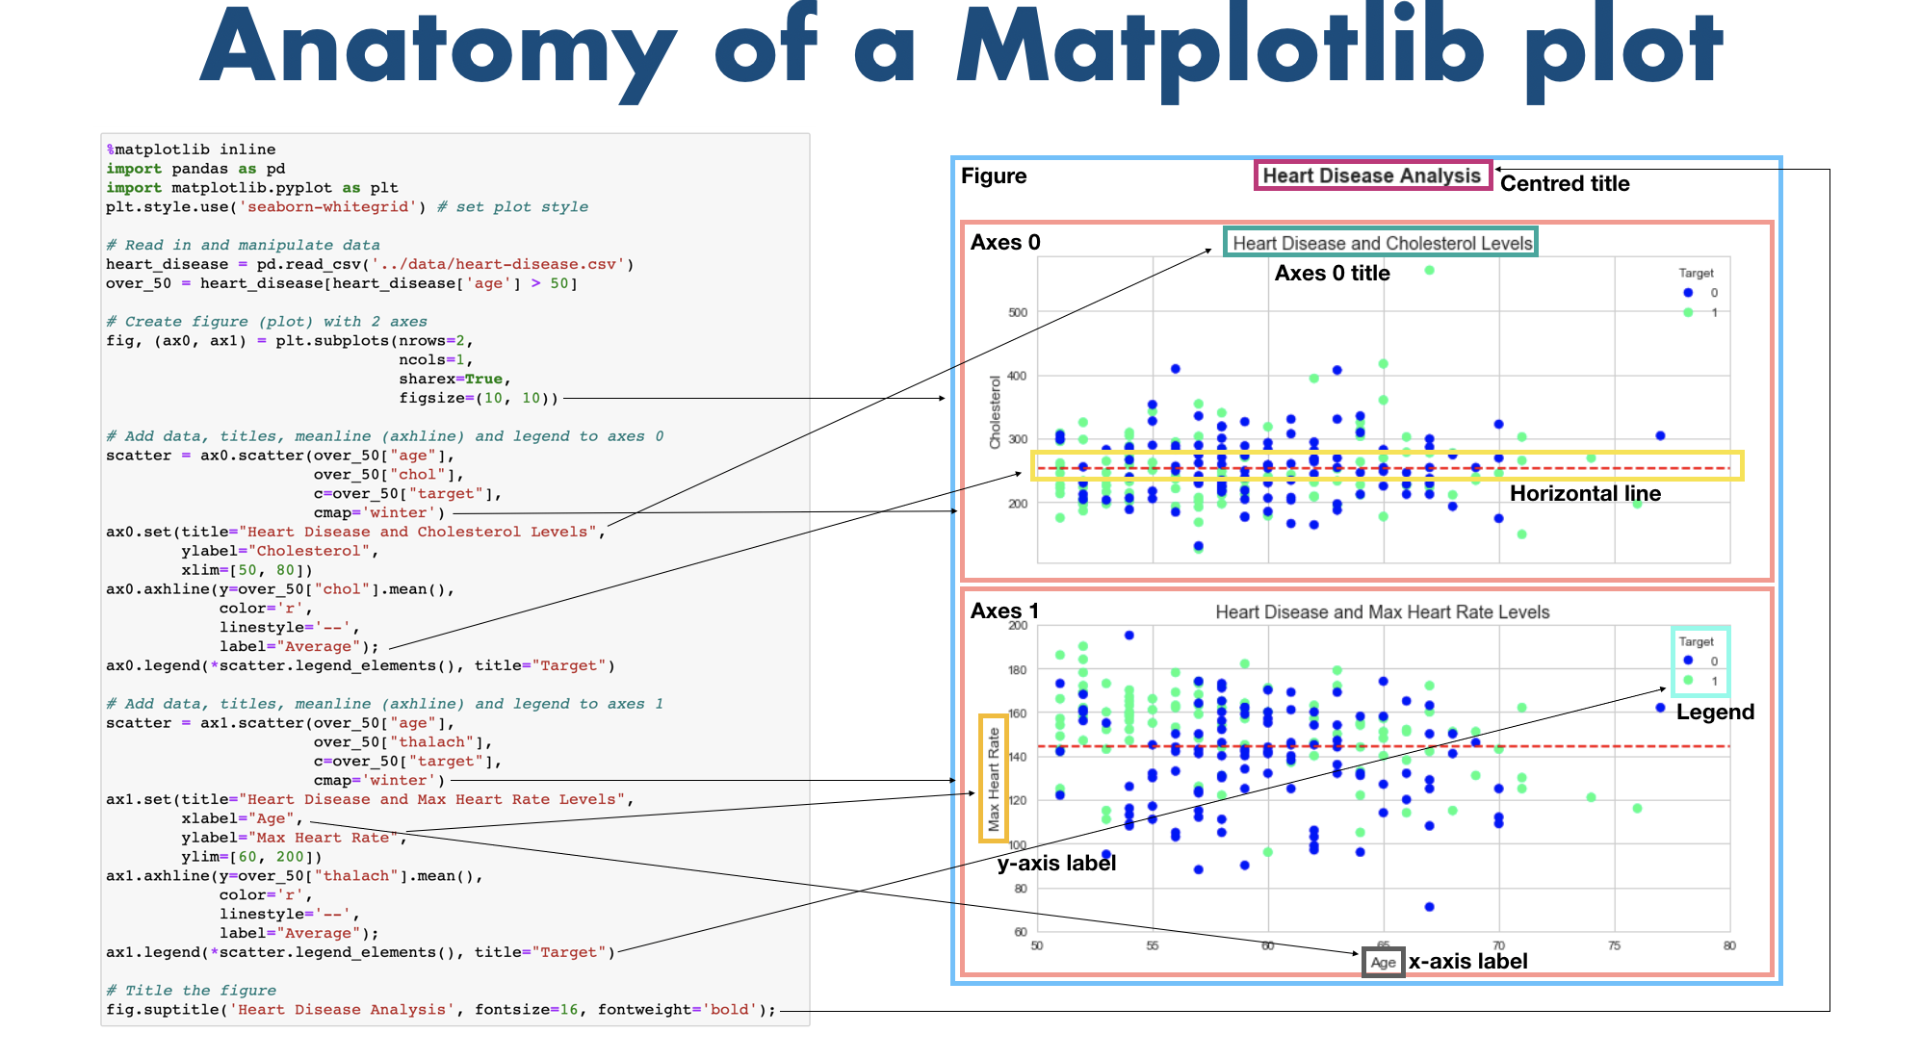 Anatomy of a Matplotlib plot
%matplotlib inline
import pandas as pd
import matplotlib.pyplot as plt
plt.style.use('seaborn-whitegrid') # set plot style
# Read in and manipulate data
heart_disease = pd.read_csv('../data/heart-disease.csv')
over_50 = heart_disease[heart_disease['age'] > 50]
# Create figure (plot) with 2 axes
fig, (ax0, ax1) = plt.subplots(nrows=2,
ncols=1,
sharex=True,
figsize=(10, 10))
# Add data, titles, meanline (axhline) and legend to axes 0
scatter = ax0.scatter(over_50["age"],
over_50["chol"],
c=over_50["target"],
cmap='winter')
ax0.set(title="Heart Disease and Cholesterol Levels",
ylabel="Cholesterol",
xlim=[50, 80])
ax0.axhline(y=over_50["chol"].mean(),
color='r',
linestyle='--',
label="Average");
ax0.legend(*scatter.legend_elements(), title="Target")
# Add data, titles, meanline (axhline) and legend to axes 1
scatter = ax1.scatter(over_50["age"],
over_50["thalach"],
c=over_50["target"],
cmap='winter')
ax1.set(title="Heart Disease and Max Heart Rate Levels",
xlabel="Age",
ylabel="Max Heart Rate",
ylim=[60, 200])
ax1.axhline(y=over_50["thalach"].mean(),
color='r',
linestyle='--',
label="Average");
ax1.legend(*scatter.legend_elements(), title="Target")
# Title the figure
fig.suptitle('Heart Disease Analysis', fontsize=16, fontweight='bold');
Figure
Heart Disease Analysis
Centred title
Axes 0
Heart Disease and Cholesterol Levels
Axes 0 title
Target
0
1
500
400
300
200
Cholesterol
Horizontal line
Axes 1
Heart Disease and Max Heart Rate Levels
Target
0
1
Legend
200
180
160
140
120
100
80
60
Max Heart Rate
y-axis label
50 55 60 65 70 75 80
Age
x-axis label